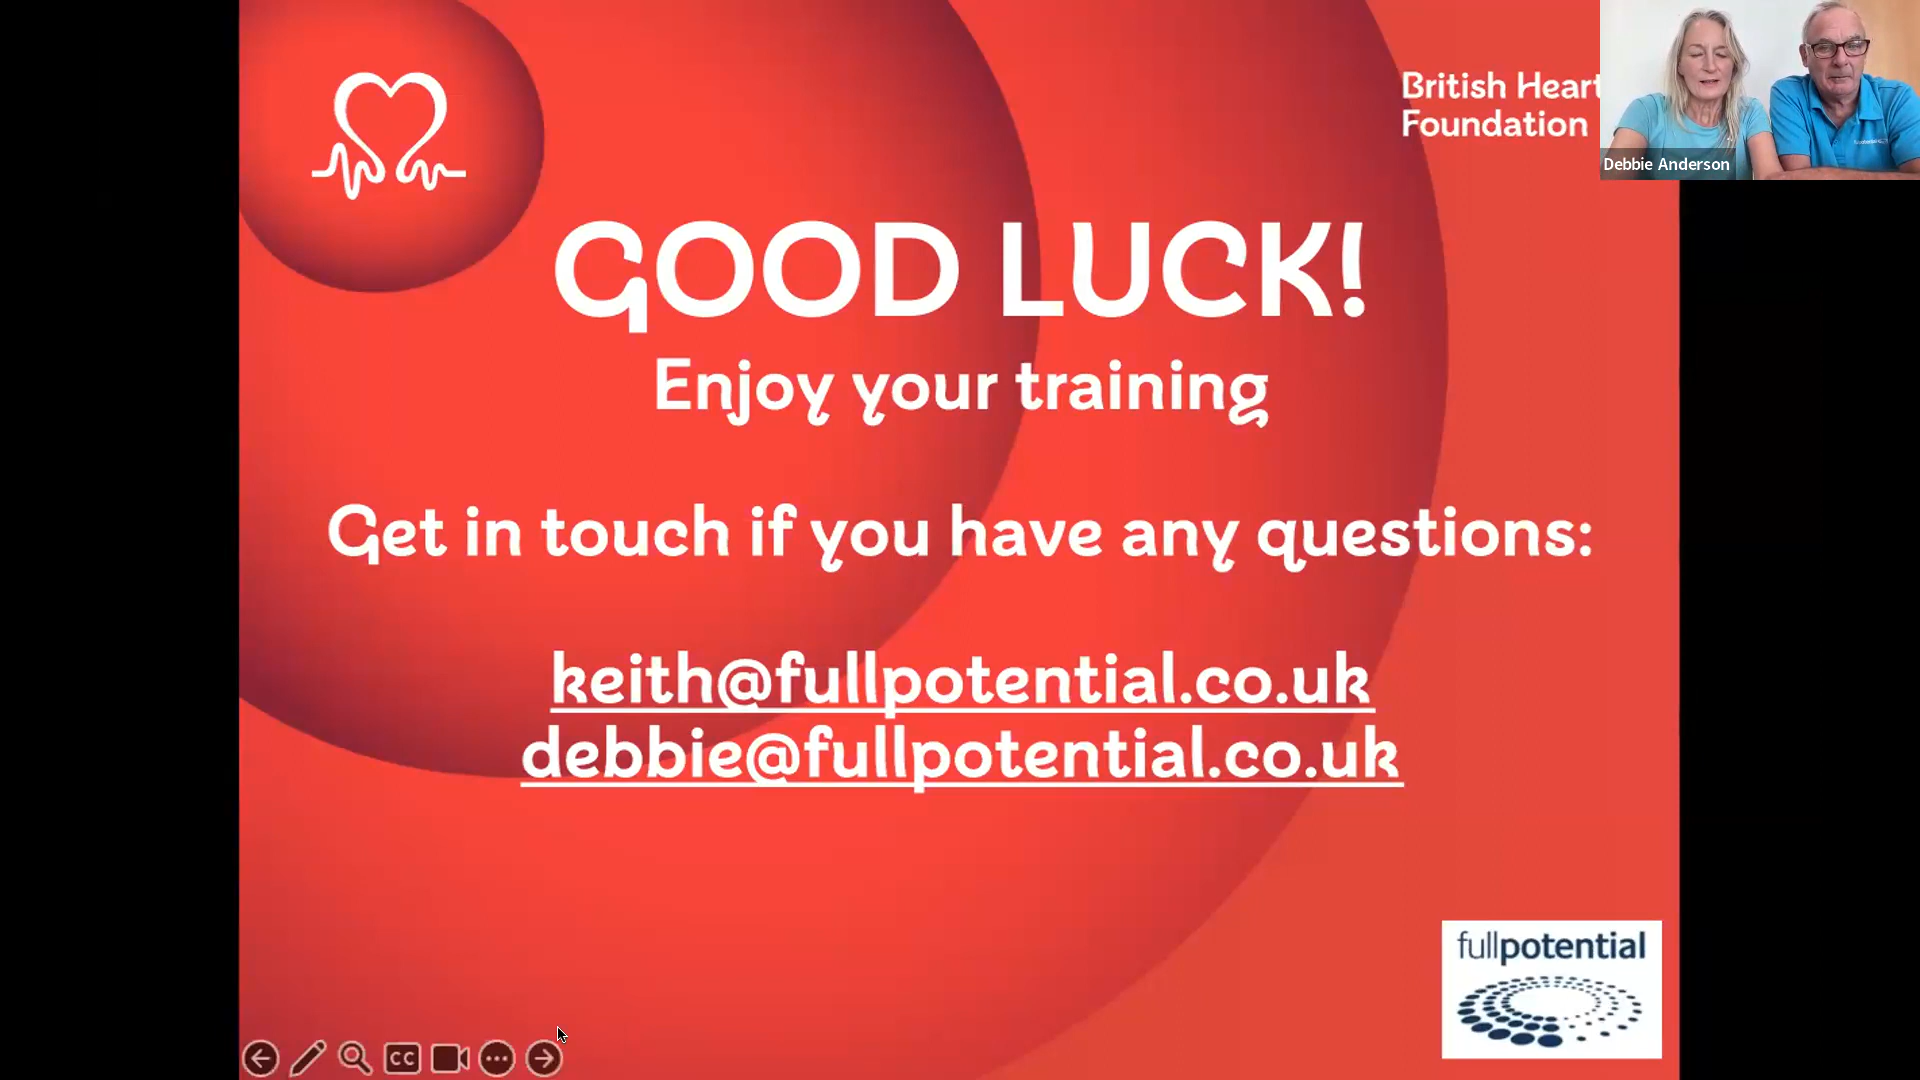 British Heart
Foundation
Debbie Anderson
GOOD LUCK!
Enjoy your training
Get in touch if you have any questions:
keith@fullpotential.co.uk
debbie@fullpotential.co.uk
fullpotential
CC